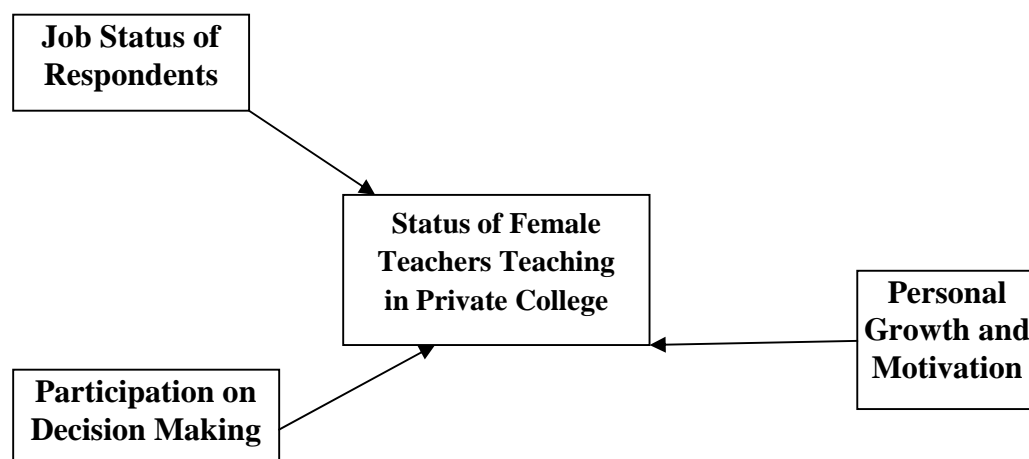 Job Status of
Respondents
Status of Female
Teachers Teaching
in Private College
Personal
Growth and
Motivation
Participation on
Decision Making